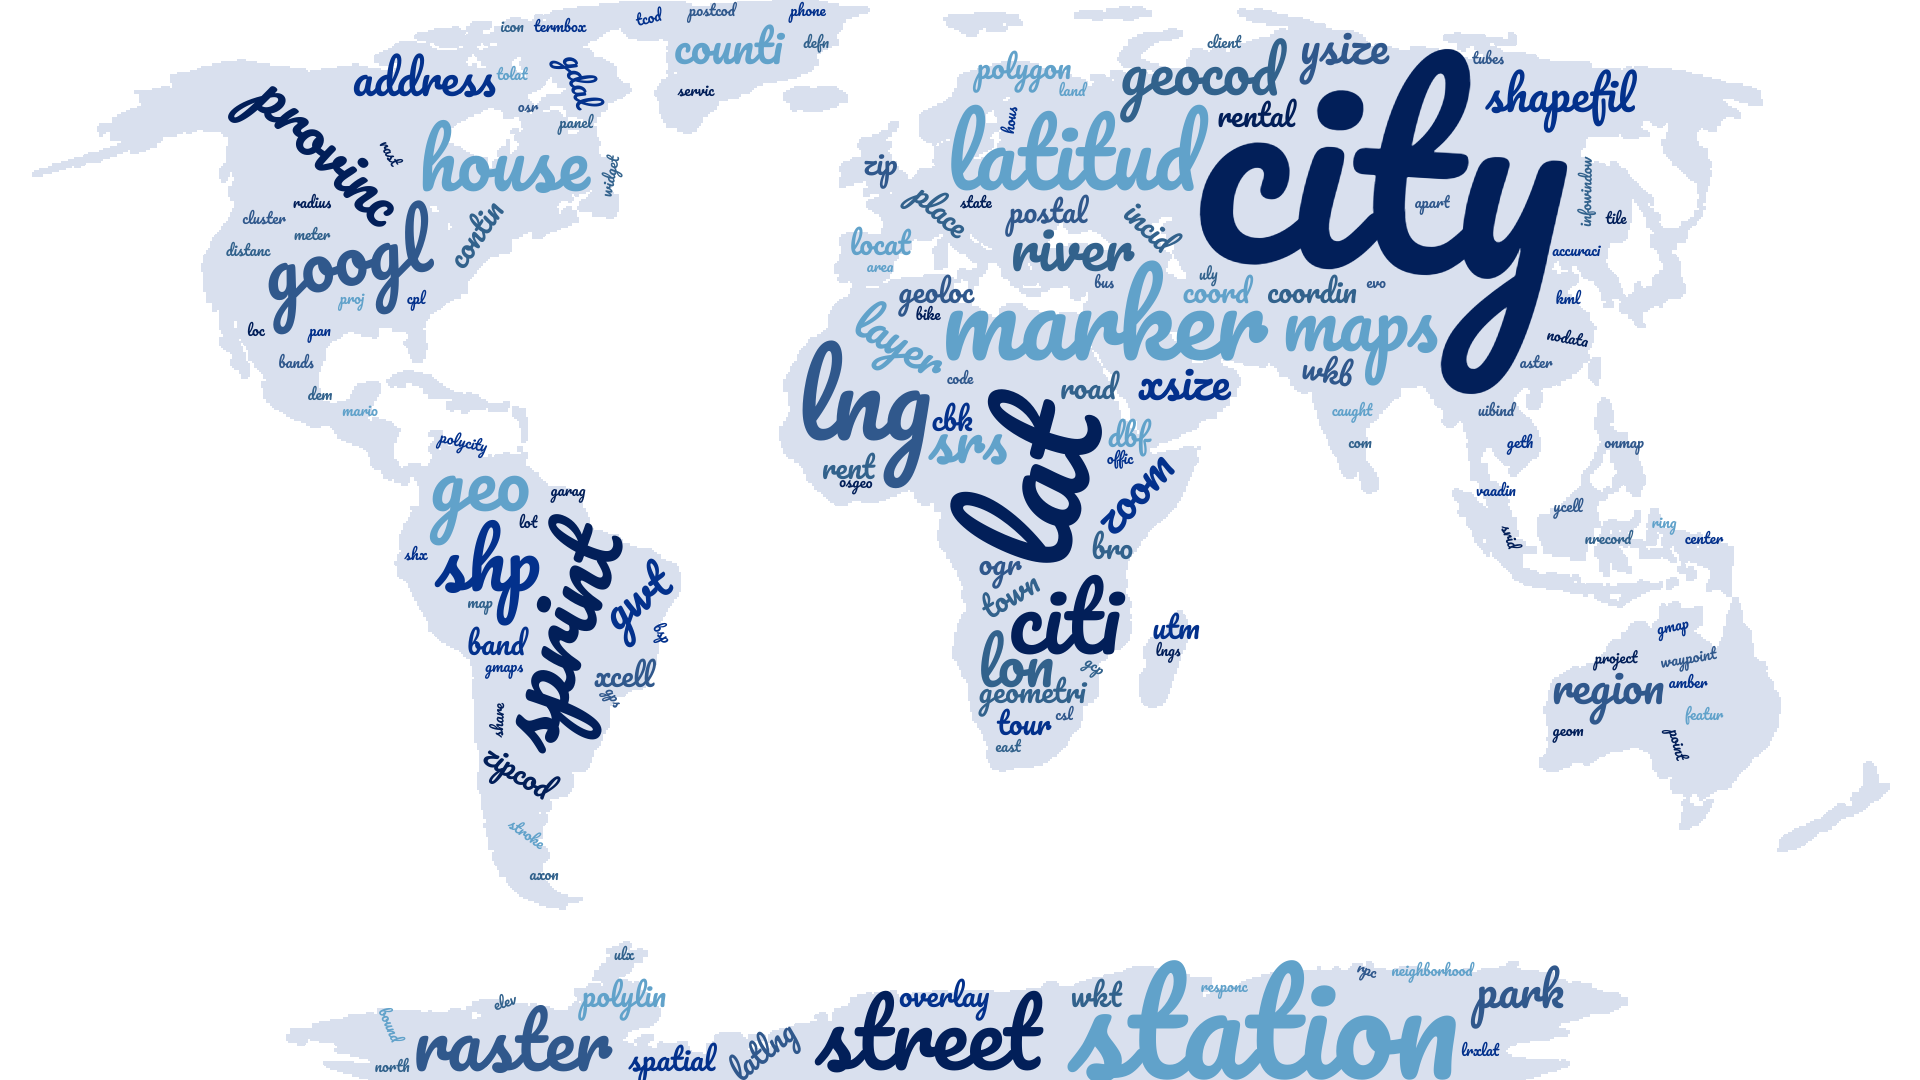 icon
termbox
tcod
postcod
phone
address
tolat
gdal
counti
defn
osr
servic
panel
provinc
rast
house
widget
radius
cluster
meter
distanc
contin
googl
proj
cpl
loc
pan
bands
dem
mario
polycity
geo
garag
lot
shp
shx
sprint
map
gwt
band
bsp
gmaps
xcell
gps
share
zipcod
stroke
axon
client
ysize
tubes
polygon
land
geocod
shapefil
rental
hous
city
latitud
zip
place
state
postal
incid
apart
infowindow
tile
locat
area
river
accuraci
uly
bus
geoloc
coord
coordin
evo
kml
bike
layer
marker
maps
nodata
wkb
aster
code
road
xsize
lng
cbk
srs
lat
dbf
offic
caught
com
uibind
geth
onmap
rent
osgeo
zoom
vaadin
ycell
srid
nrecord
ring
center
bro
ogr
town
citi
utm
lngs
lon
gcp
geometri
tour
csl
east
gmap
project
waypoint
region
amber
featur
geom
point
ulx
elev
polylin
bound
north
raster
spatial
latlng
overlay
street
wkt
station
responc
rpc
neighborhood
park
lrxlat